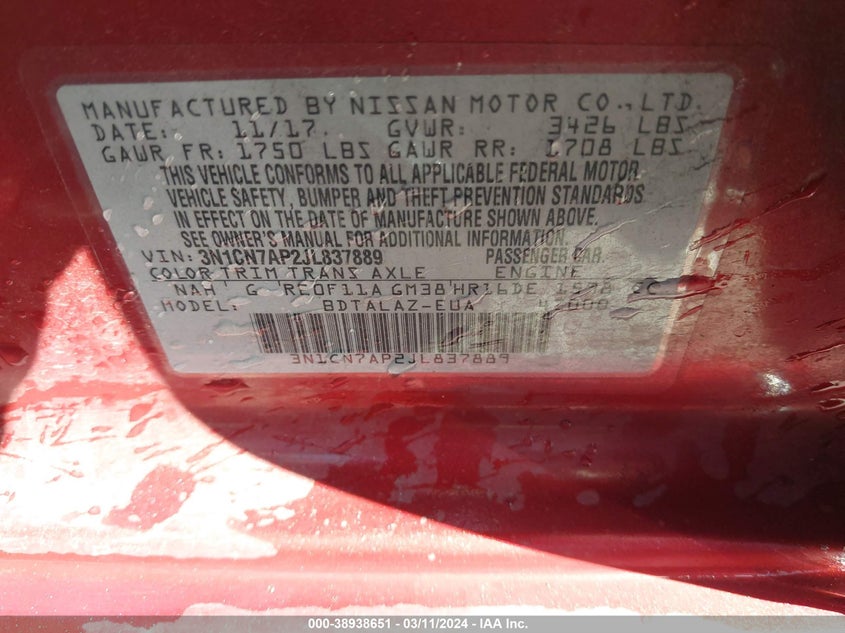 MANUFACTURED BY NISSAN MOTOR CO., LTD.
DATE: 11/17 GVWR: 3426 LBS
GAWR FR: 1750 LBS GAWR RR: 1708 LBS
THIS VEHICLE CONFORMS TO ALL APPLICABLE FEDERAL MOTOR
VEHICLE SAFETY, BUMPER AND THEFT PREVENTION STANDARDS
IN EFFECT ON THE DATE OF MANUFACTURE SHOWN ABOVE.
SEE OWNER'S MANUAL FOR ADDITIONAL INFORMATION.
VIN: 3N1CN7AP2JL837889 PASSENGER CAR.
COLOR TRIM TRANS AXLE ENGINE
NAH G RE0F11A GM38 HR16DE 1598 CC
MODEL: BDTALAZ-EUA
3N1CN7AP2JL837889
000-38938651 / 03/11/2024 / IAA, Inc.